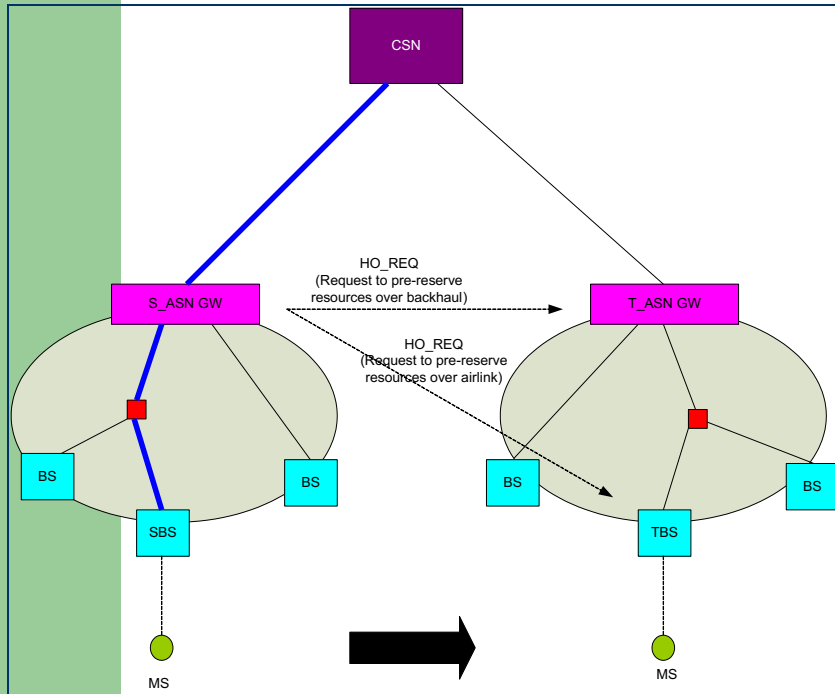 CSN
HO_REQ
(Request to pre-reserve
resources over backhaul)
S_ASN GW
T_ASN GW
HO_REQ
(Request to pre-reserve
resources over airlink)
BS
BS
BS
BS
SBS
TBS
MS
MS